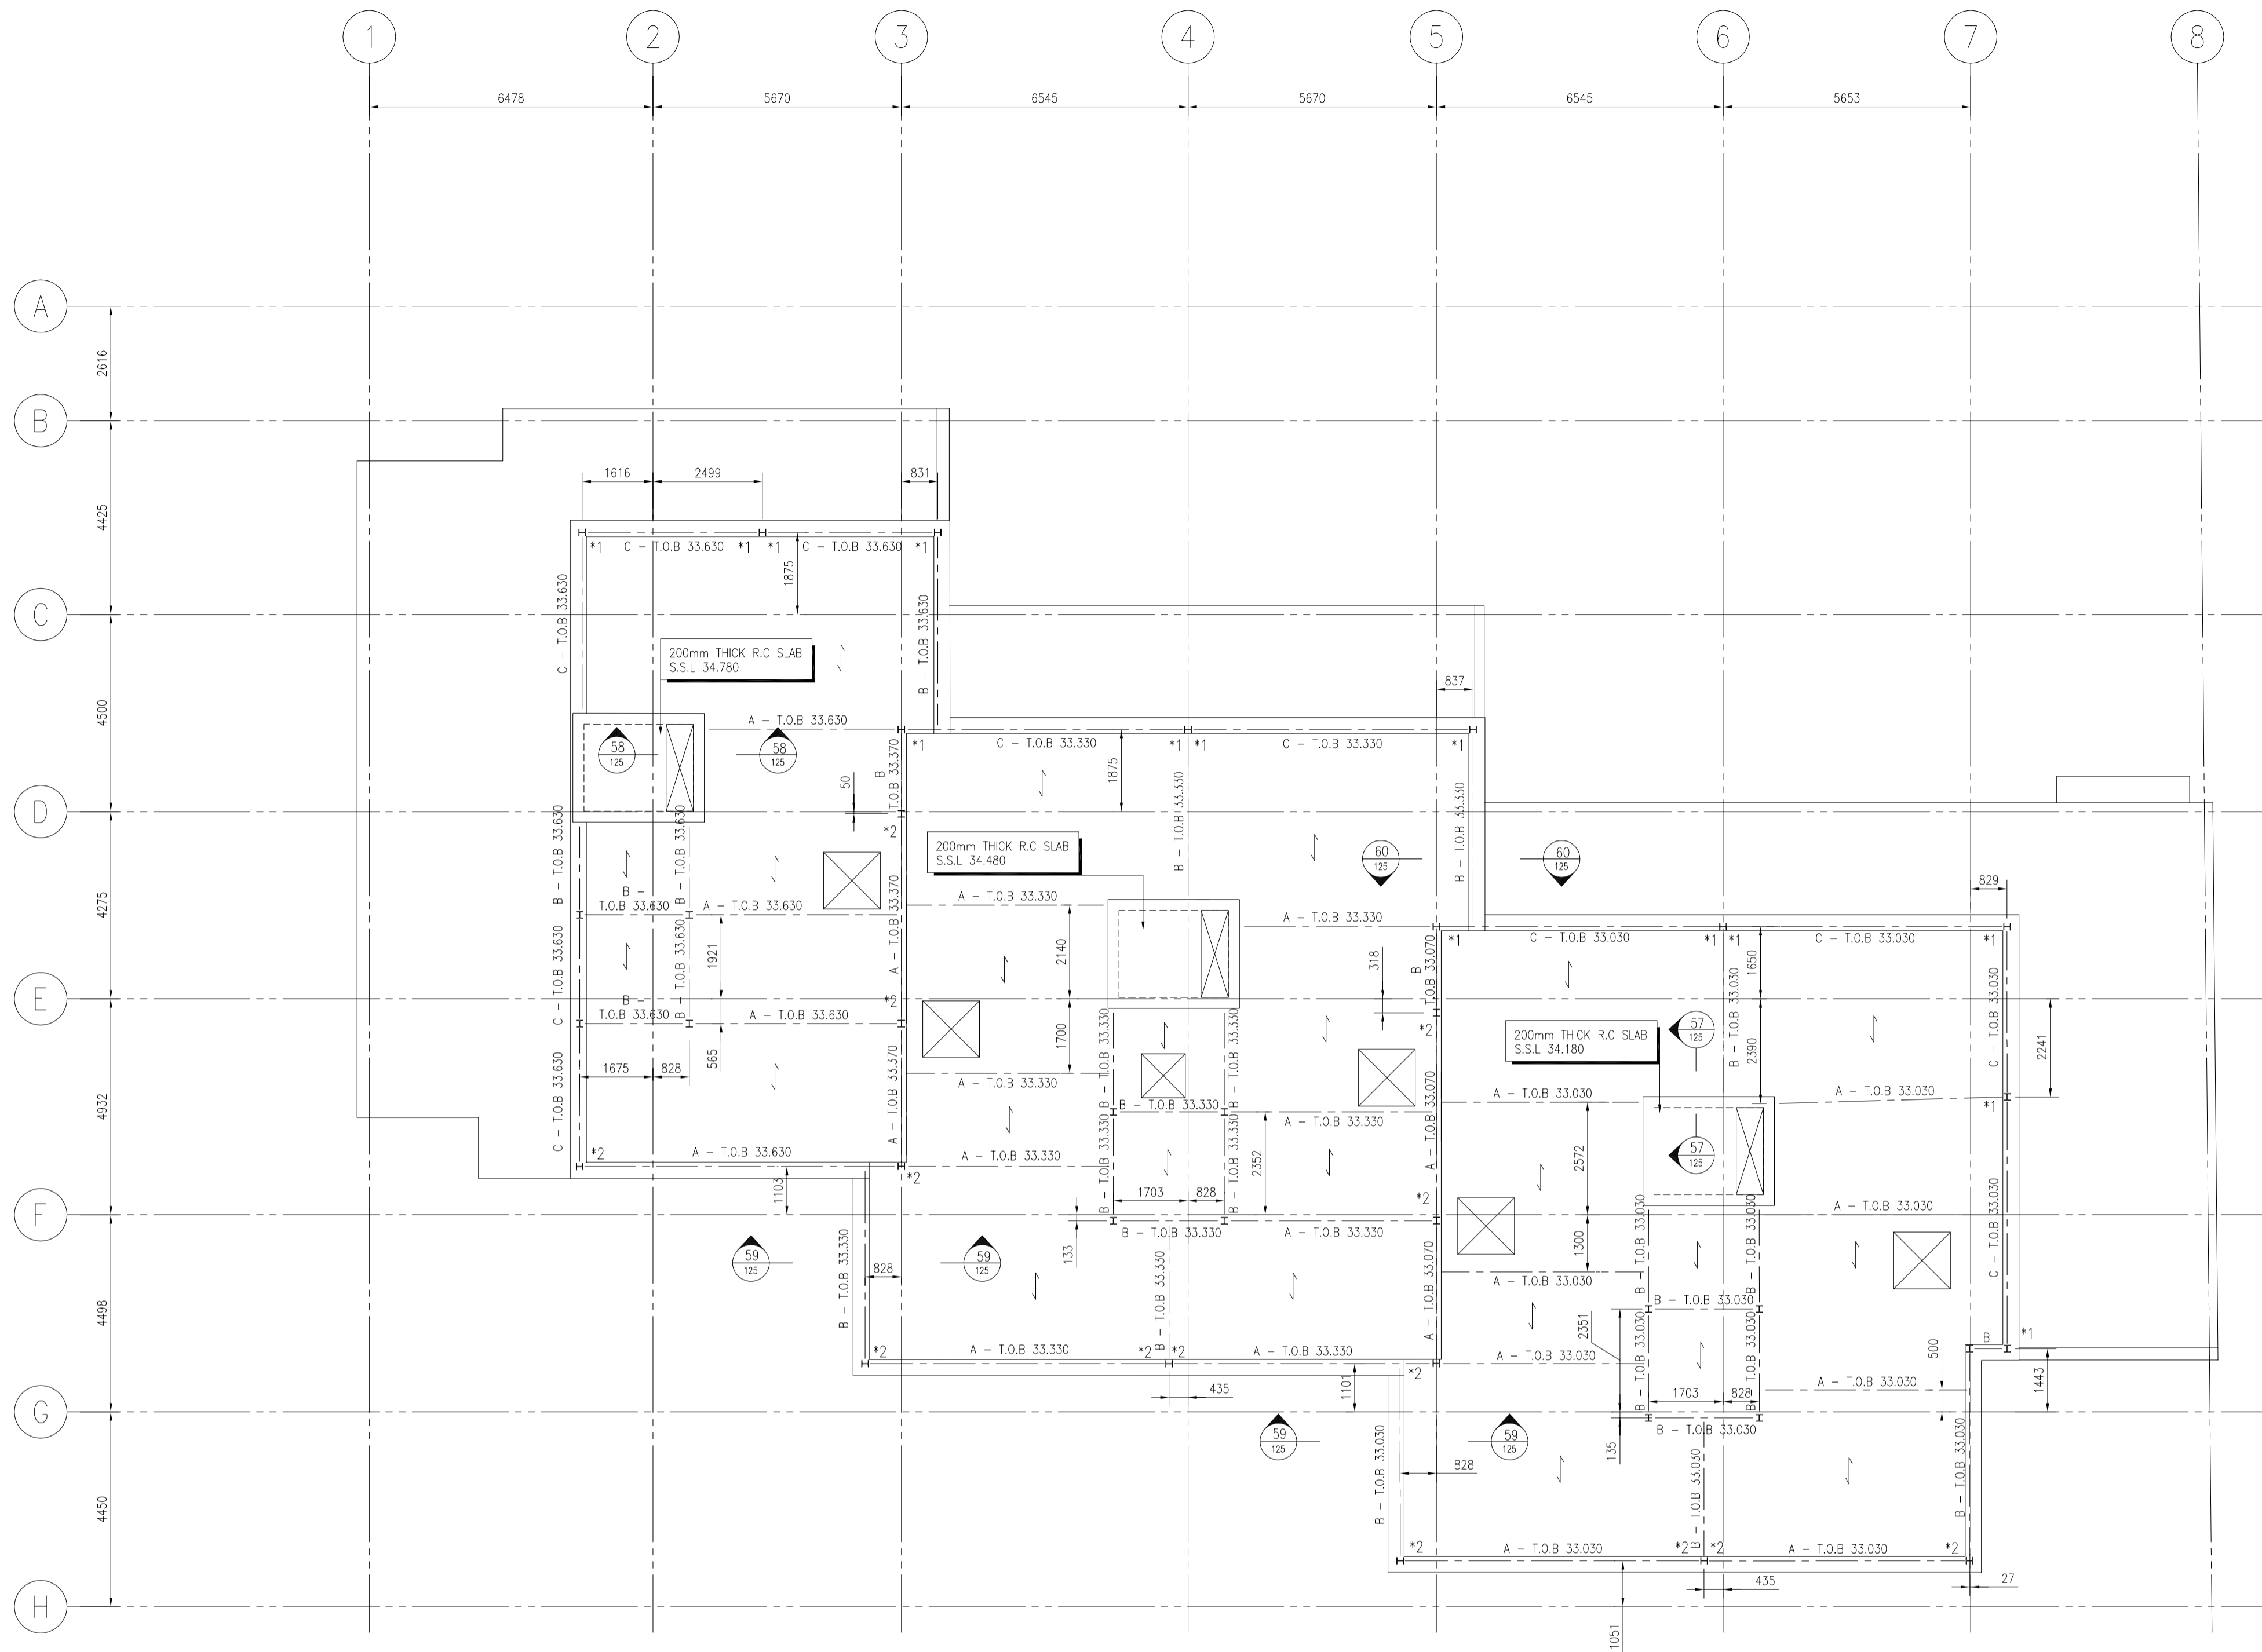 1
2
3
4
5
6
7
8
6478
5670
6545
5670
6545
5653
A
2616
B
4425
1616
2499
831
*1
C - T.O.B 33.630
*1
*1
C - T.O.B 33.630
*1
1875
C - T.O.B 33.630
B - T.O.B 33.630
C
200mm THICK R.C SLAB
S.S.L 34.780
4500
837
A - T.O.B 33.630
58
125
58
125
*1
C - T.O.B 33.330
*1
*1
C - T.O.B 33.330
*1
B
T.O.B 33.370
50
1875
B - T.O.B 33.330
B - T.O.B 33.330
D
*2
200mm THICK R.C SLAB
S.S.L 34.480
60
125
60
125
B - T.O.B 33.630
B - T.O.B 33.630
4275
829
B -
T.O.B 33.630
A - T.O.B 33.630
A - T.O.B 33.370
A - T.O.B 33.330
A - T.O.B 33.330
C - T.O.B 33.630
B - T.O.B 33.630
1921
2140
318
B
T.O.B 33.070
*1
C - T.O.B 33.030
*1
*1
C - T.O.B 33.030
*1
1650
B - T.O.B 33.030
C - T.O.B 33.030
E
*2
B -
T.O.B 33.630
A - T.O.B 33.630
*2
200mm THICK R.C SLAB
S.S.L 34.180
57
125
2390
2241
1700
B - T.O.B 33.330
B - T.O.B 33.330
1675
828
565
C - T.O.B 33.630
A - T.O.B 33.370
A - T.O.B 33.330
A - T.O.B 33.030
A - T.O.B 33.030
*1
4932
B - T.O.B 33.330
A - T.O.B 33.330
A - T.O.B 33.070
B - T.O.B 33.330
B - T.O.B 33.330
2352
2572
57
125
*2
A - T.O.B 33.630
*2
A - T.O.B 33.330
1103
1703
828
*2
F
A - T.O.B 33.030
133
B - T.O.B 33.330
A - T.O.B 33.330
59
125
59
125
828
B - T.O.B 33.330
B - T.O.B 33.330
A - T.O.B 33.070
1300
A - T.O.B 33.030
B - T.O.B 33.030
B - T.O.B 33.030
C - T.O.B 33.030
B - T.O.B 33.030
4498
2351
B - T.O.B 33.030
B - T.O.B 33.030
B
*1
*2
A - T.O.B 33.330
*2
*2
A - T.O.B 33.330
*2
A - T.O.B 33.030
500
A - T.O.B 33.030
435
1101
1703
828
1443
G
59
125
59
125
135
B - T.O.B 33.030
828
B - T.O.B 33.030
B - T.O.B 33.030
B - T.O.B 33.030
4450
*2
A - T.O.B 33.030
*2
*2
A - T.O.B 33.030
*2
435
27
H
1051